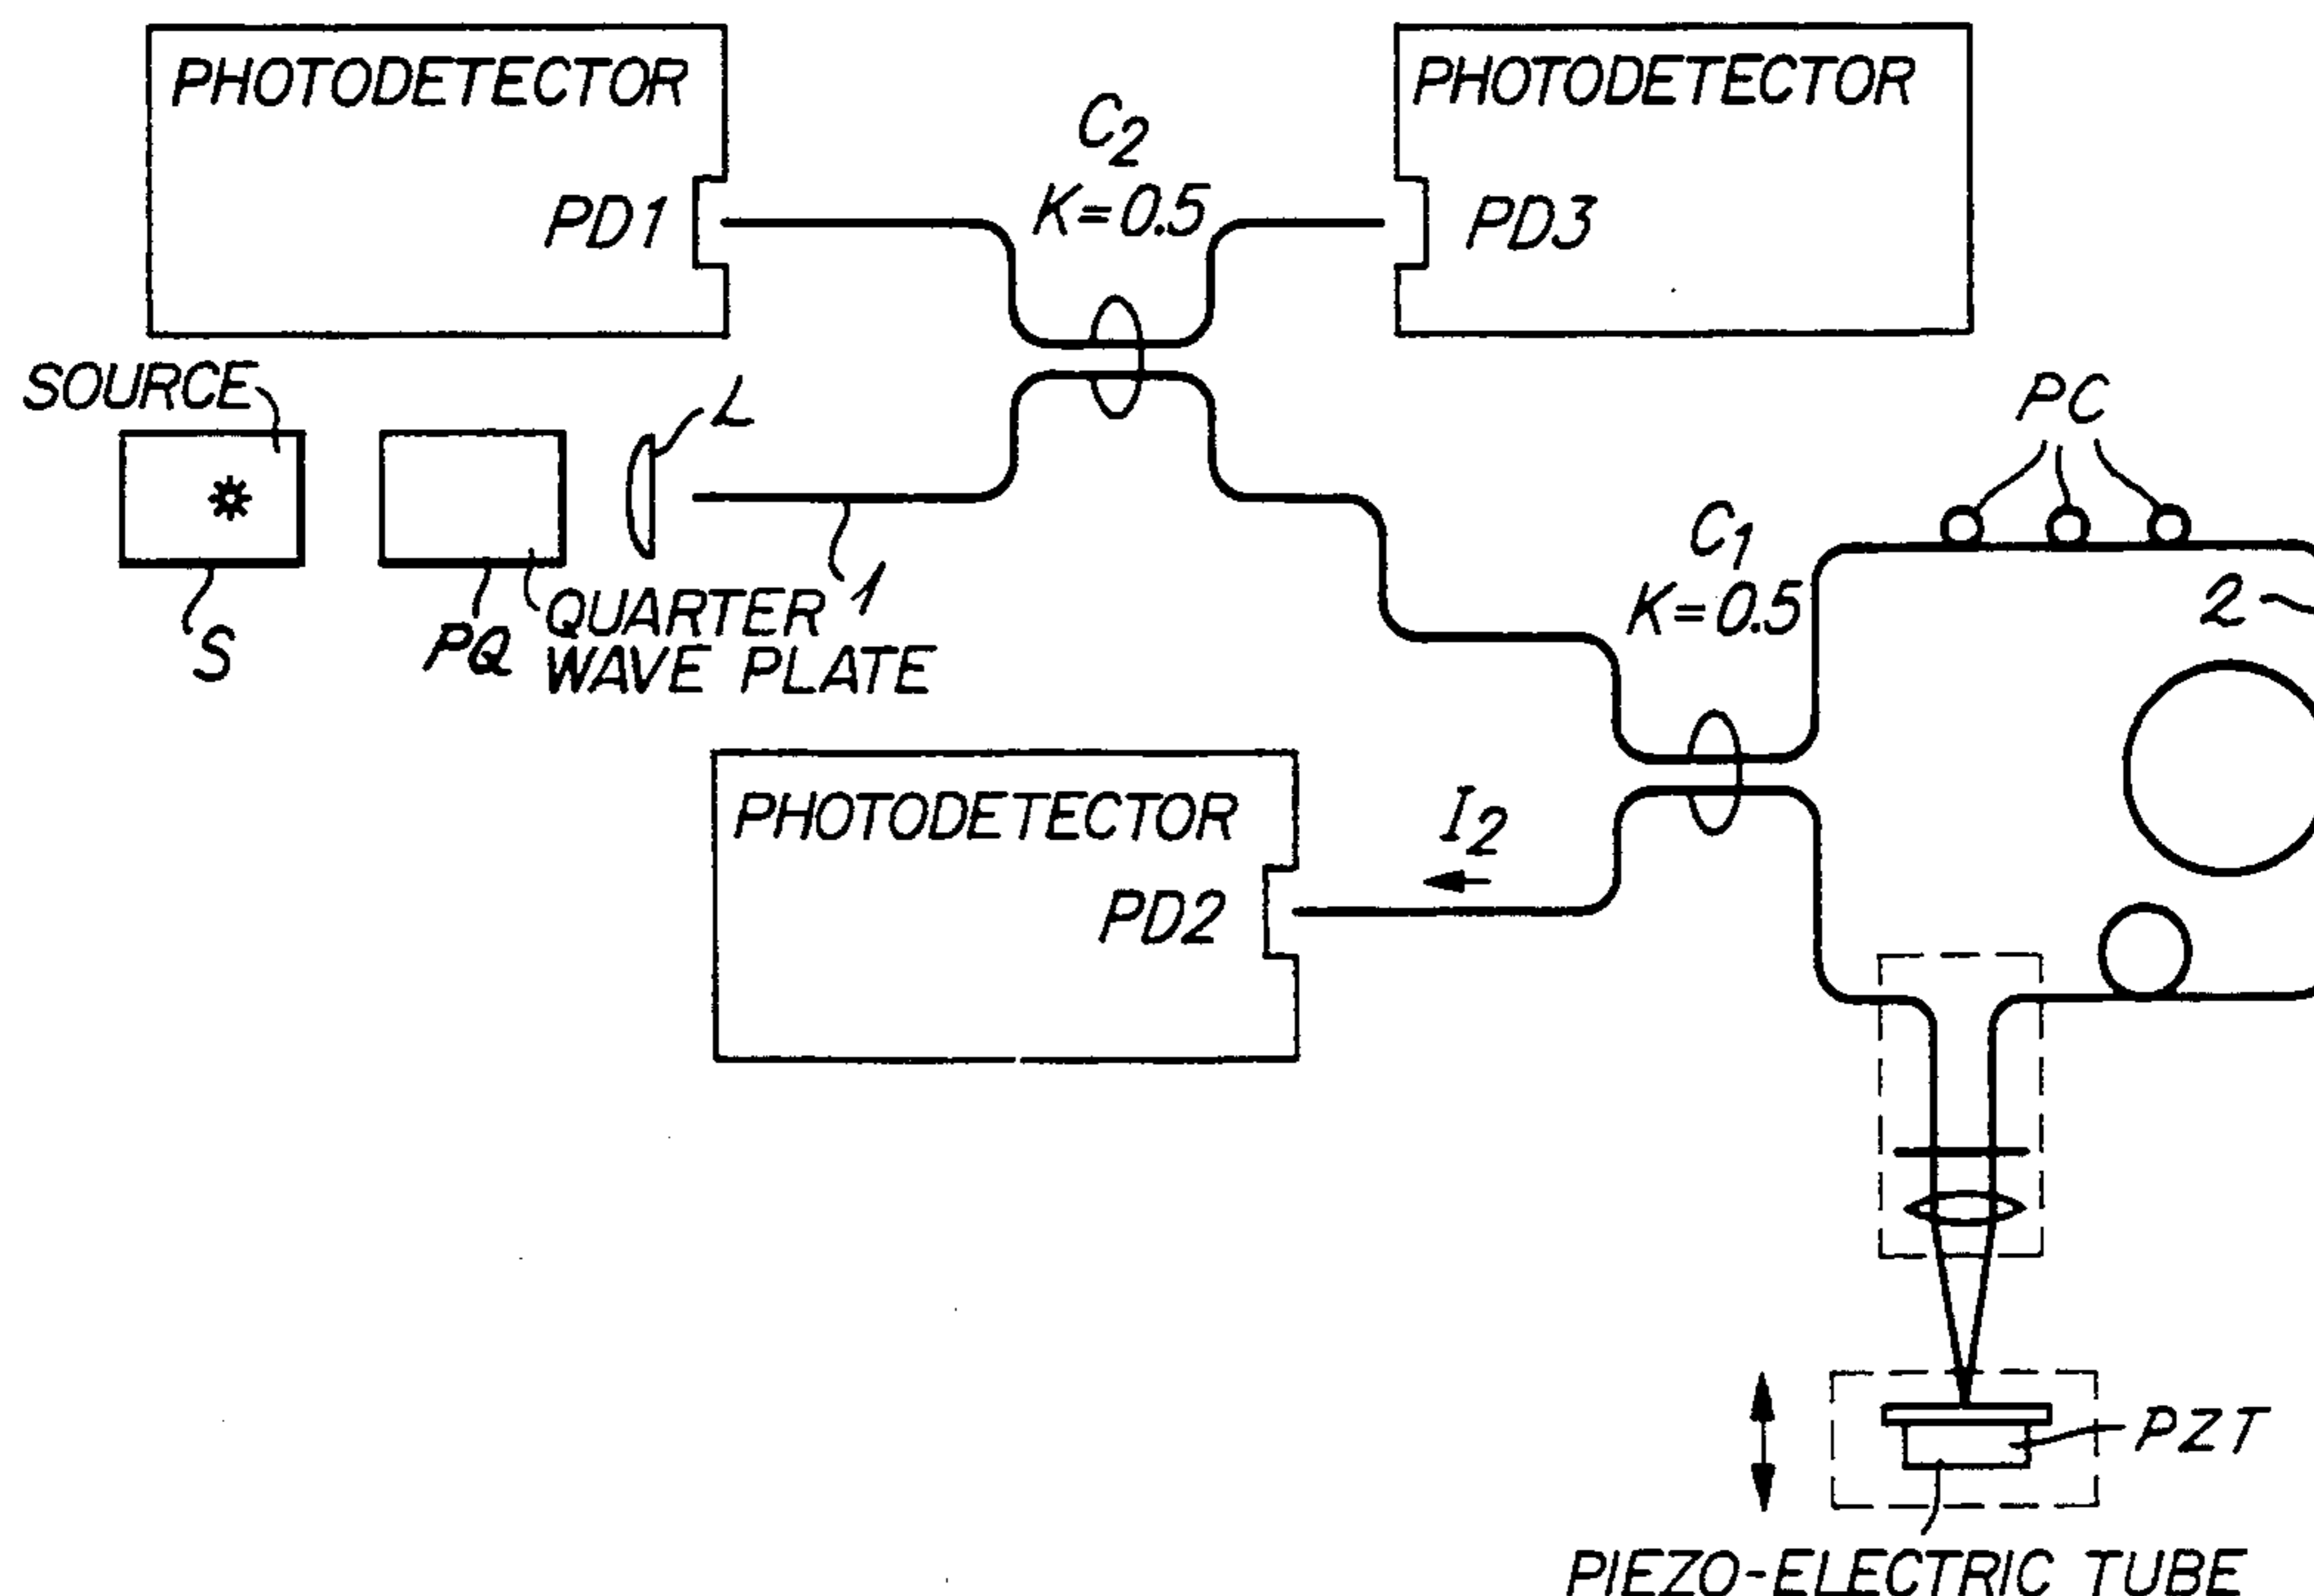 PHOTODETECTOR
PD1
C2
K=0.5
PHOTODETECTOR
PD3
SOURCE
S
PQ
QUARTER
WAVE PLATE
L
1
PC
C1
K=0.5
2
PHOTODETECTOR
PD2
I2
PZT
PIEZO-ELECTRIC TUBE